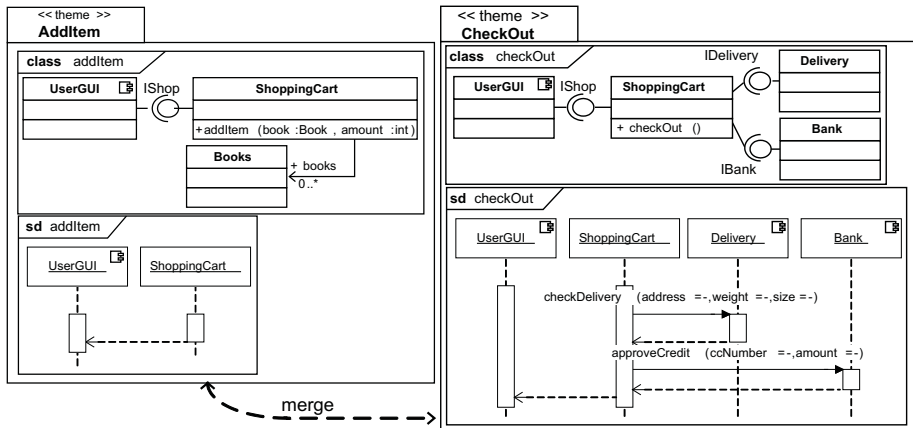 << theme >>
AddItem
class addItem
UserGUI
IShop
ShoppingCart
+addItem (book :Book , amount :int)
Books
+ books
0..*
sd addItem
UserGUI
ShoppingCart
merge
<< theme >>
CheckOut
class checkOut
UserGUI
IShop
ShoppingCart
+ checkOut ()
IDelivery
Delivery
IBank
Bank
sd checkOut
UserGUI
ShoppingCart
Delivery
Bank
checkDelivery (address =-,weight =-,size =-)
approveCredit (ccNumber =-,amount =-)